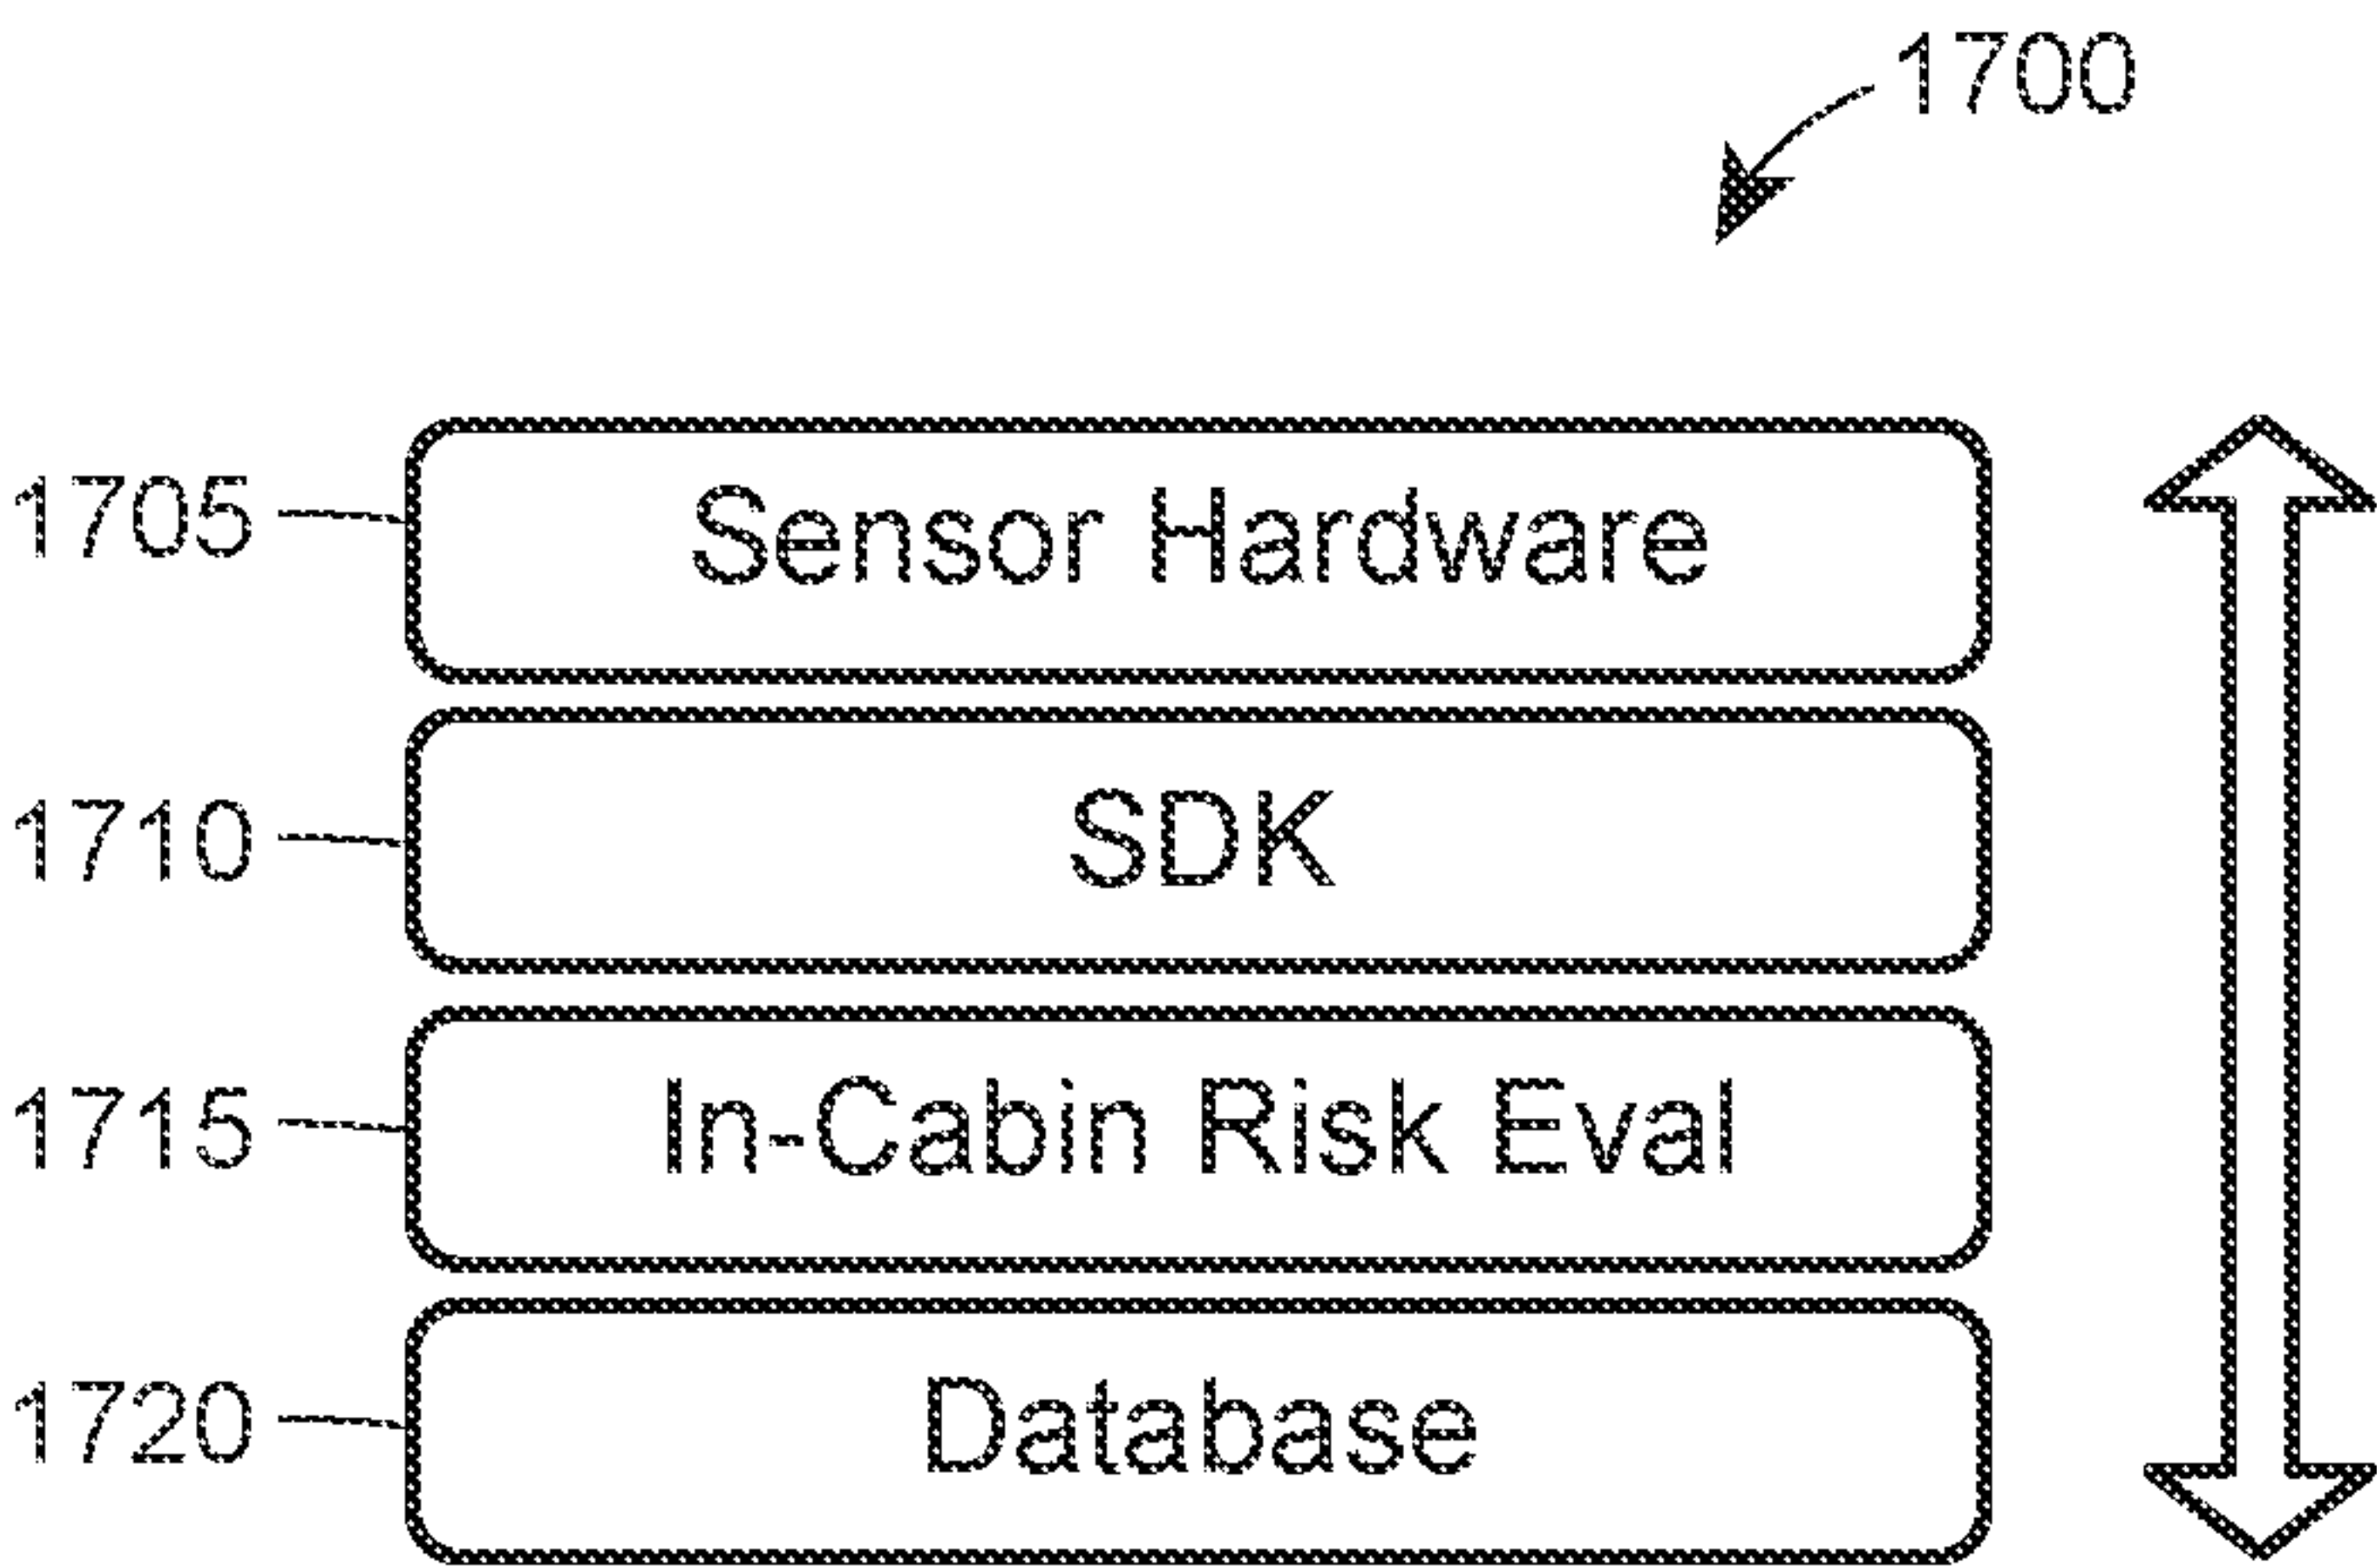 1700
1705 Sensor Hardware
1710 SDK
1715 In-Cabin Risk Eval
1720 Database